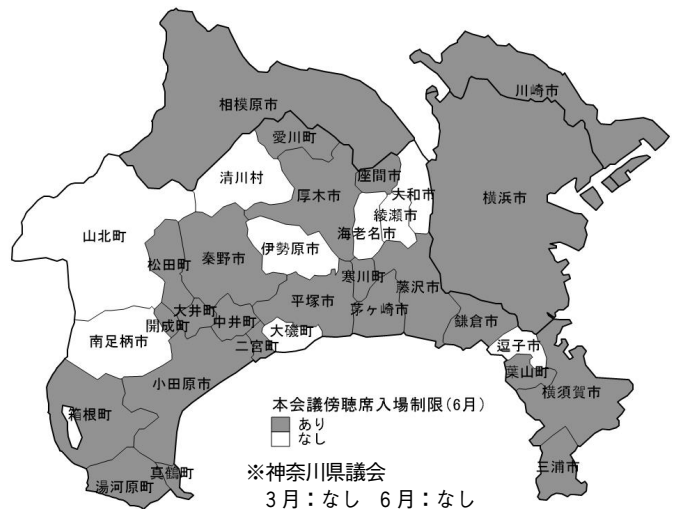 相模原市
川崎市
愛川町
座間市
清川村
厚木市
大和市
横浜市
綾瀬市
海老名市
山北町
伊勢原市
秦野市
松田町
寒川町
藤沢市
平塚市
大井町
茅ヶ崎市
中井町
開成町
鎌倉市
大磯町
南足柄市
逗子市
二宮町
葉山町
小田原市
横須賀市
箱根町
三浦市
真鶴町
湯河原町
本会議傍聴席入場制限(6月)
あり
なし
※神奈川県議会
3月：なし 6月：なし